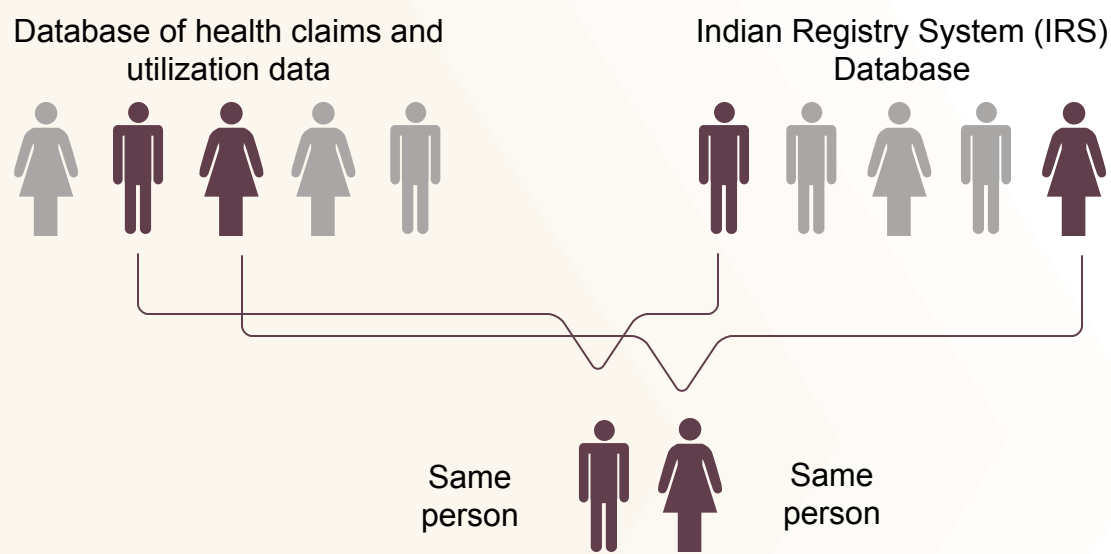 Database of health claims and
utilization data
Indian Registry System (IRS)
Database
Same
person
Same
person